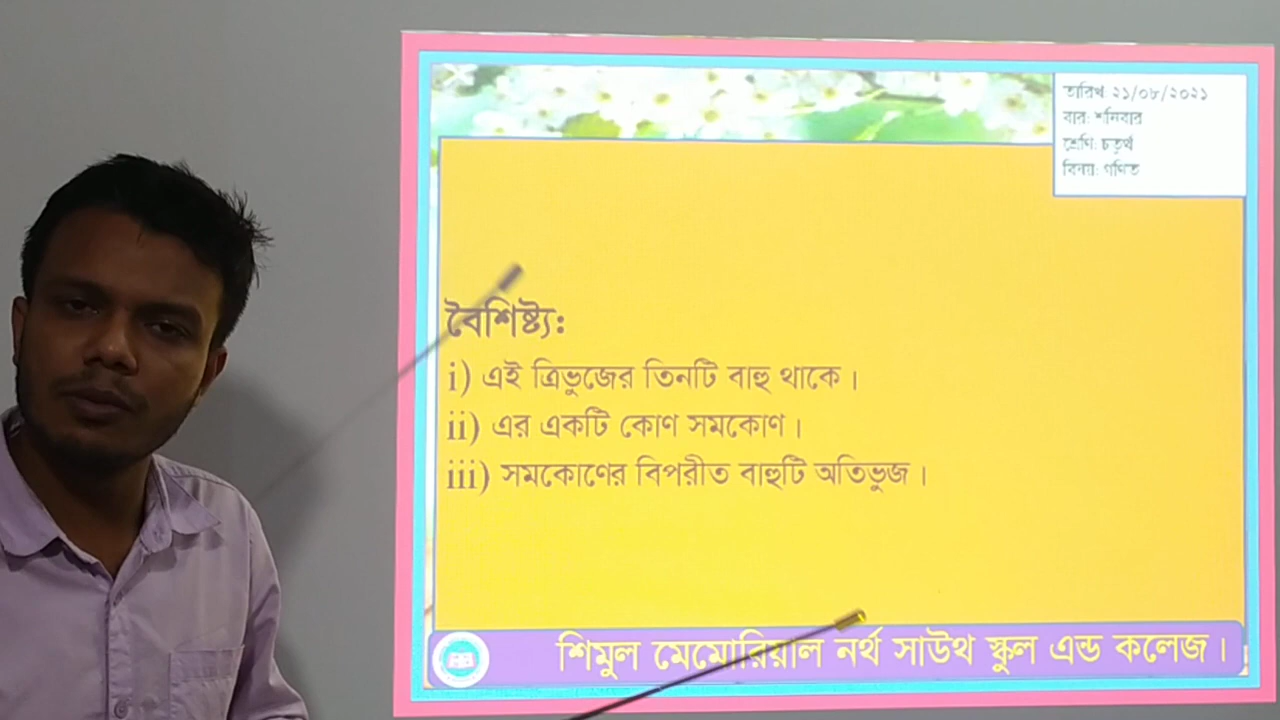 তারিখ: ২১/০৮/২০২১
বার: শনিবার
শ্রেণি: চতুর্থ
বিষয়: গণিত
বৈশিষ্ট্য:
i) এই ত্রিভুজের তিনটি বাহু থাকে।
ii) এর একটি কোণ সমকোণ।
iii) সমকোণের বিপরীত বাহুটি অতিভুজ।
শিমুল মেমোরিয়াল নর্থ সাউথ স্কুল এন্ড কলেজ।